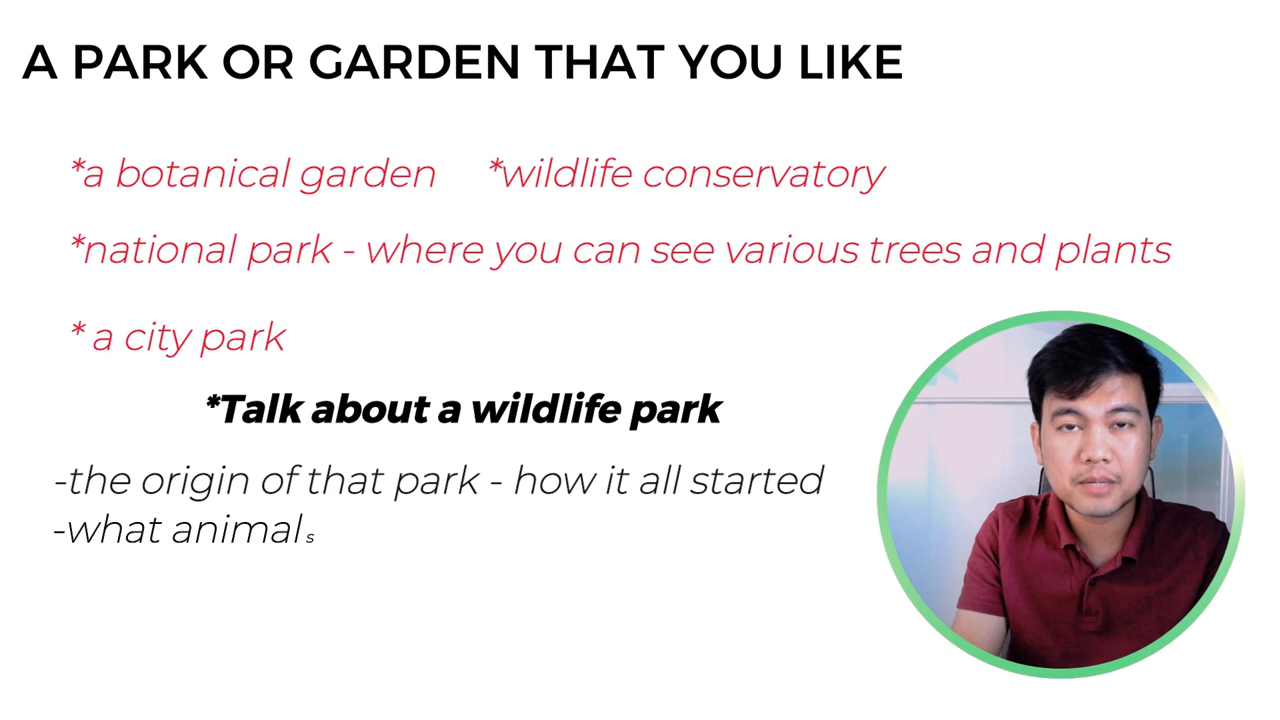 A PARK OR GARDEN THAT YOU LIKE
*a botanical garden *wildlife conservatory
*national park - where you can see various trees and plants
* a city park
*Talk about a wildlife park
-the origin of that park - how it all started
-what animals